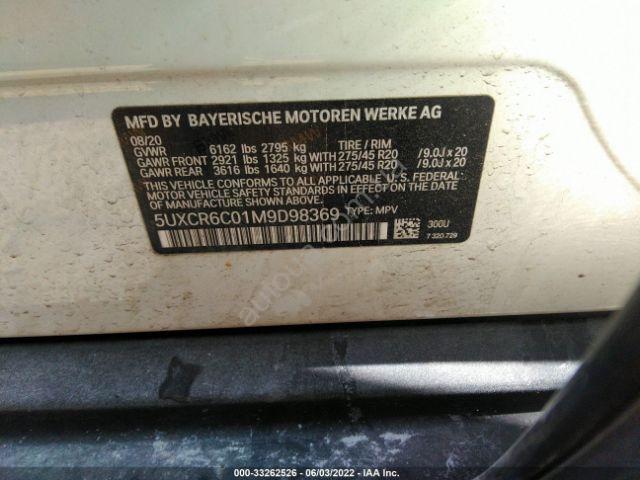 MFD BY BAYERISCHE MOTOREN WERKE AG
08/20
GVWR 6162 lbs 2795 kg TIRE / RIM
GAWR FRONT 2921 lbs 1325 kg WITH 275/45 R20 /9.0J x 20
GAWR REAR 3616 lbs 1640 kg WITH 275/45 R20 /9.0J x 20
THIS VEHICLE CONFORMS TO ALL APPLICABLE U.S. FEDERAL
MOTOR VEHICLE SAFETY STANDARDS IN EFFECT ON THE
DATE OF MANUFACTURE SHOWN ABOVE.
5UXCR6C01M9D98369 TYPE: MPV
300U
7 320 729
000-33262526 - 06/03/2022 - IAA Inc.